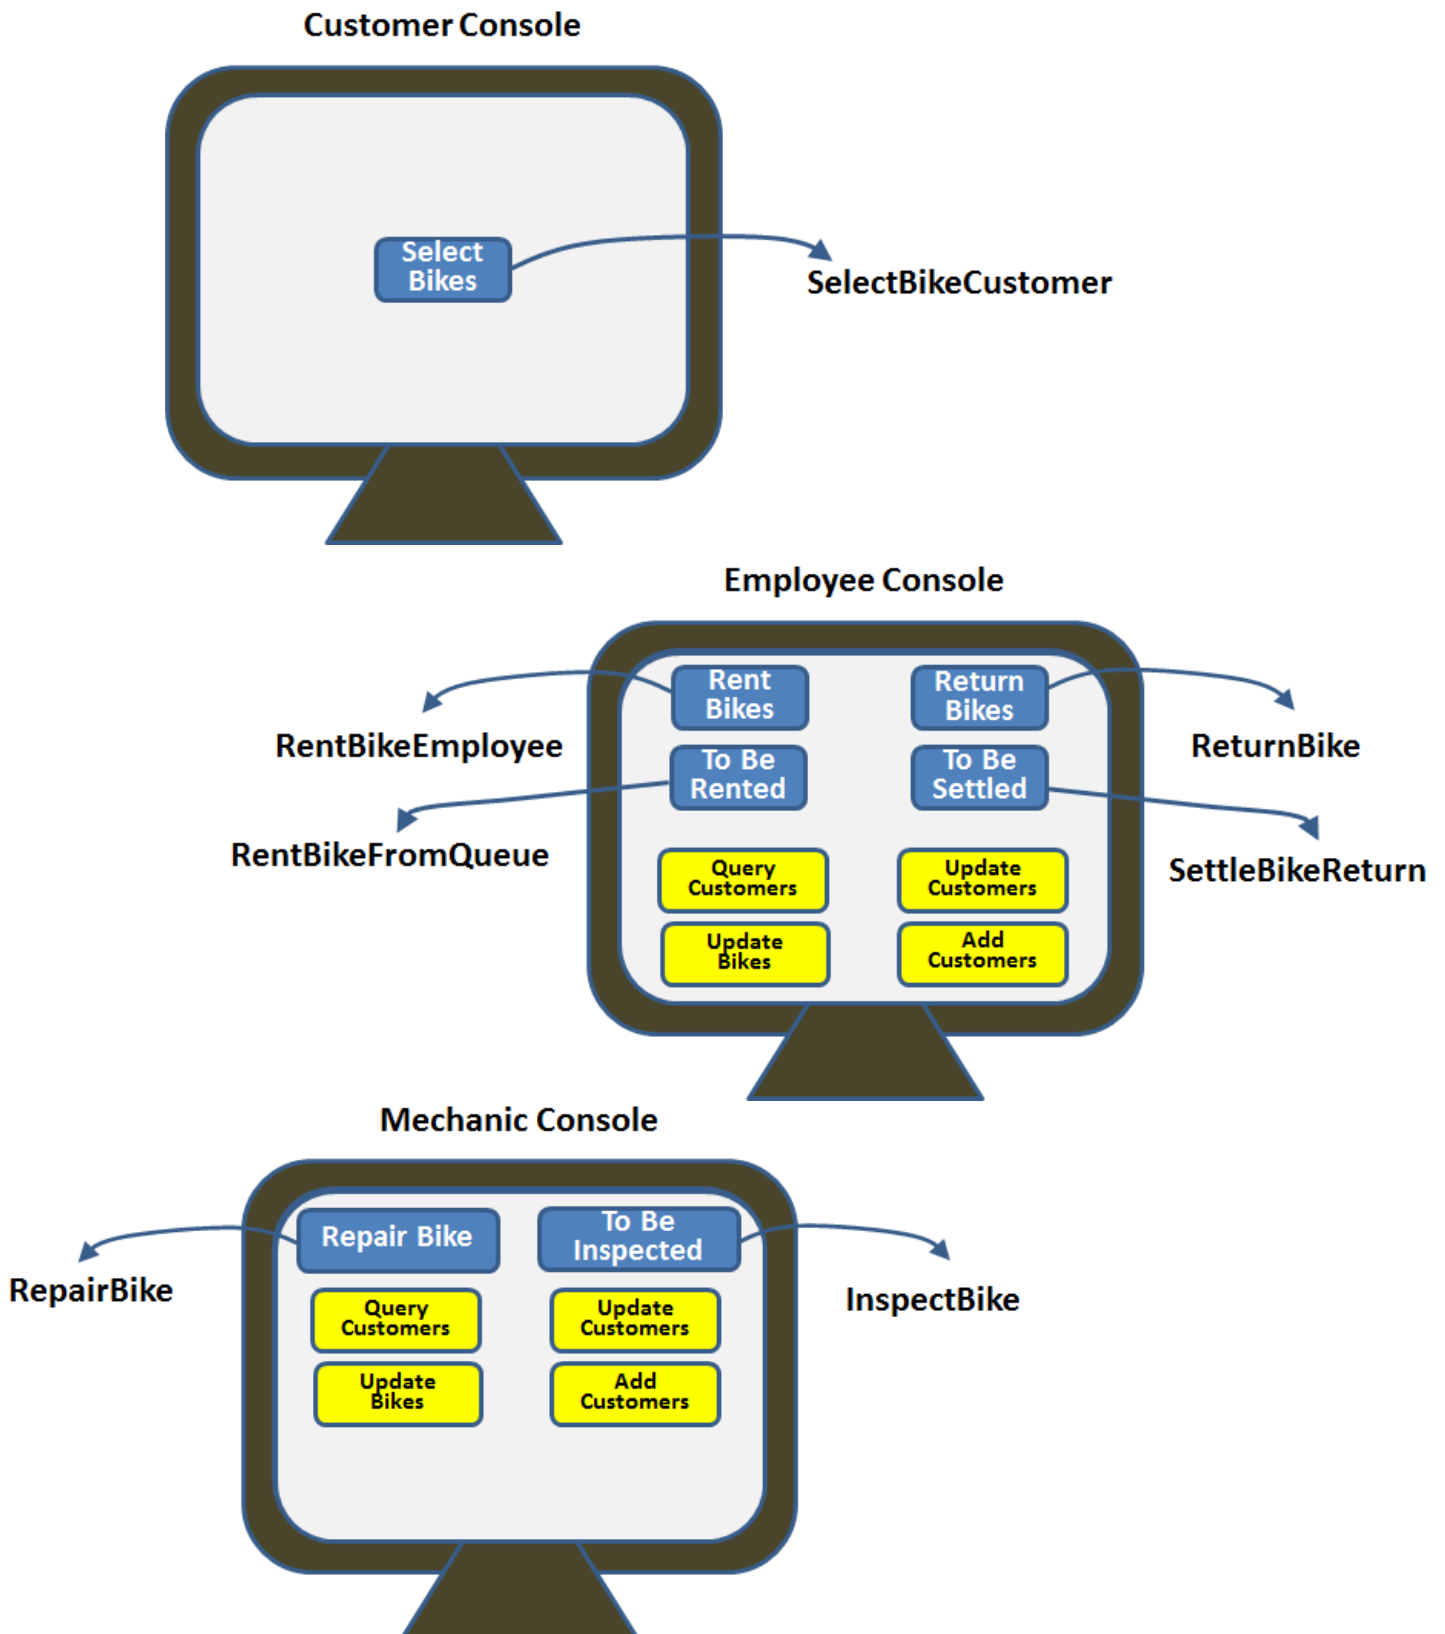 Customer Console
Select
Bikes
SelectBikeCustomer
Employee Console
Rent
Bikes
Return
Bikes
RentBikeEmployee
ReturnBike
To Be
Rented
To Be
Settled
RentBikeFromQueue
SettleBikeReturn
Query
Customers
Update
Customers
Update
Bikes
Add
Customers
Mechanic Console
Repair Bike
To Be
Inspected
RepairBike
InspectBike
Query
Customers
Update
Customers
Update
Bikes
Add
Customers